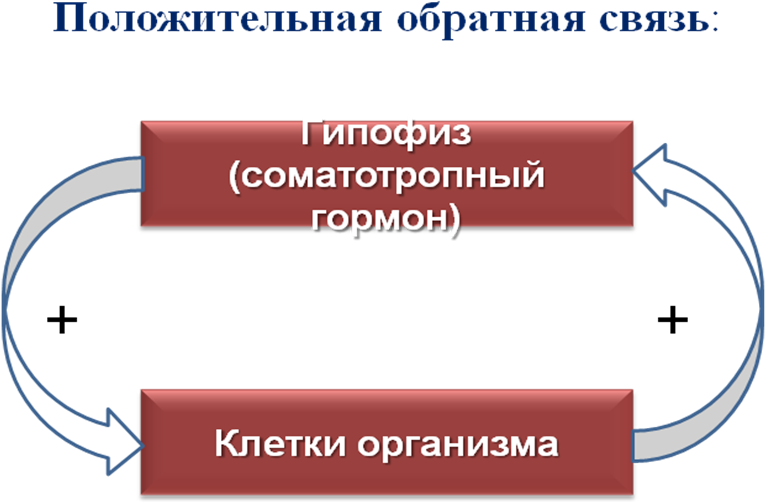 Положительная обратная связь:
Гипофиз
(соматотропный
гормон)
+ +
Клетки организма